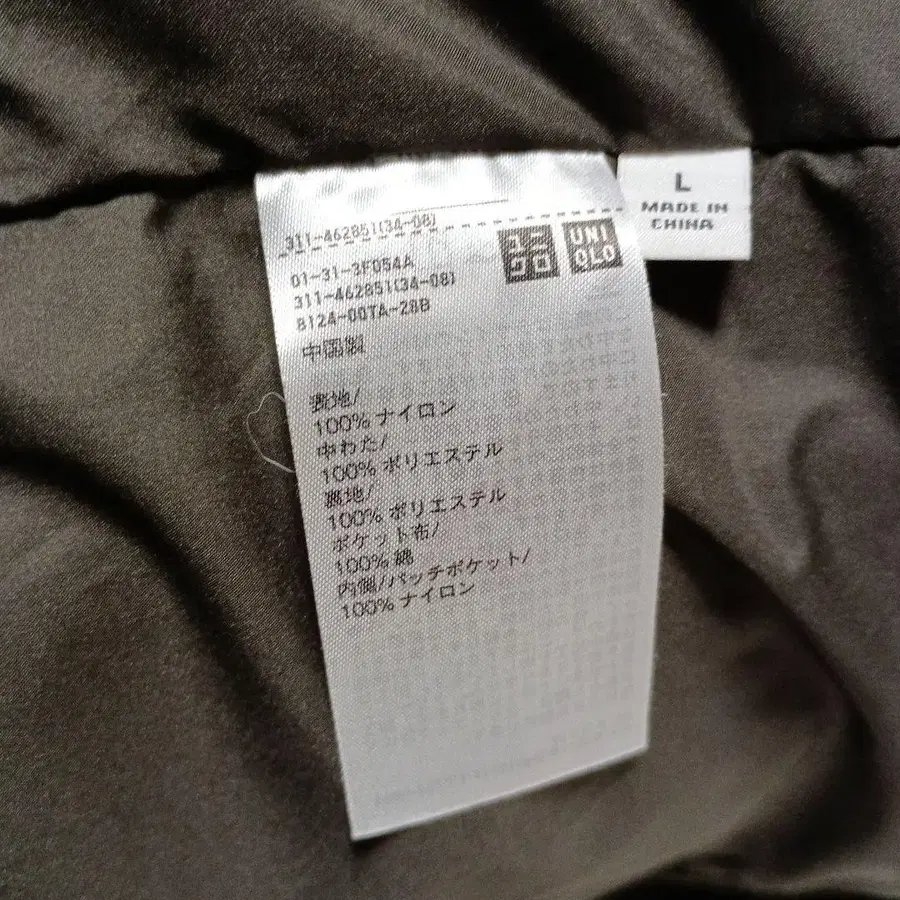 311-462851(34-08)
ユニ
クロ
UNI
QLO
01-31-3F054A
311-462851(34-08)
8124-00TA-28B
中国製
表地/
100% ナイロン
中わた/
100% ポリエステル
裏地/
100% ポリエステル
ポケット布/
100% 綿
内側/パッチポケット/
100% ナイロン
L
MADE IN
CHINA